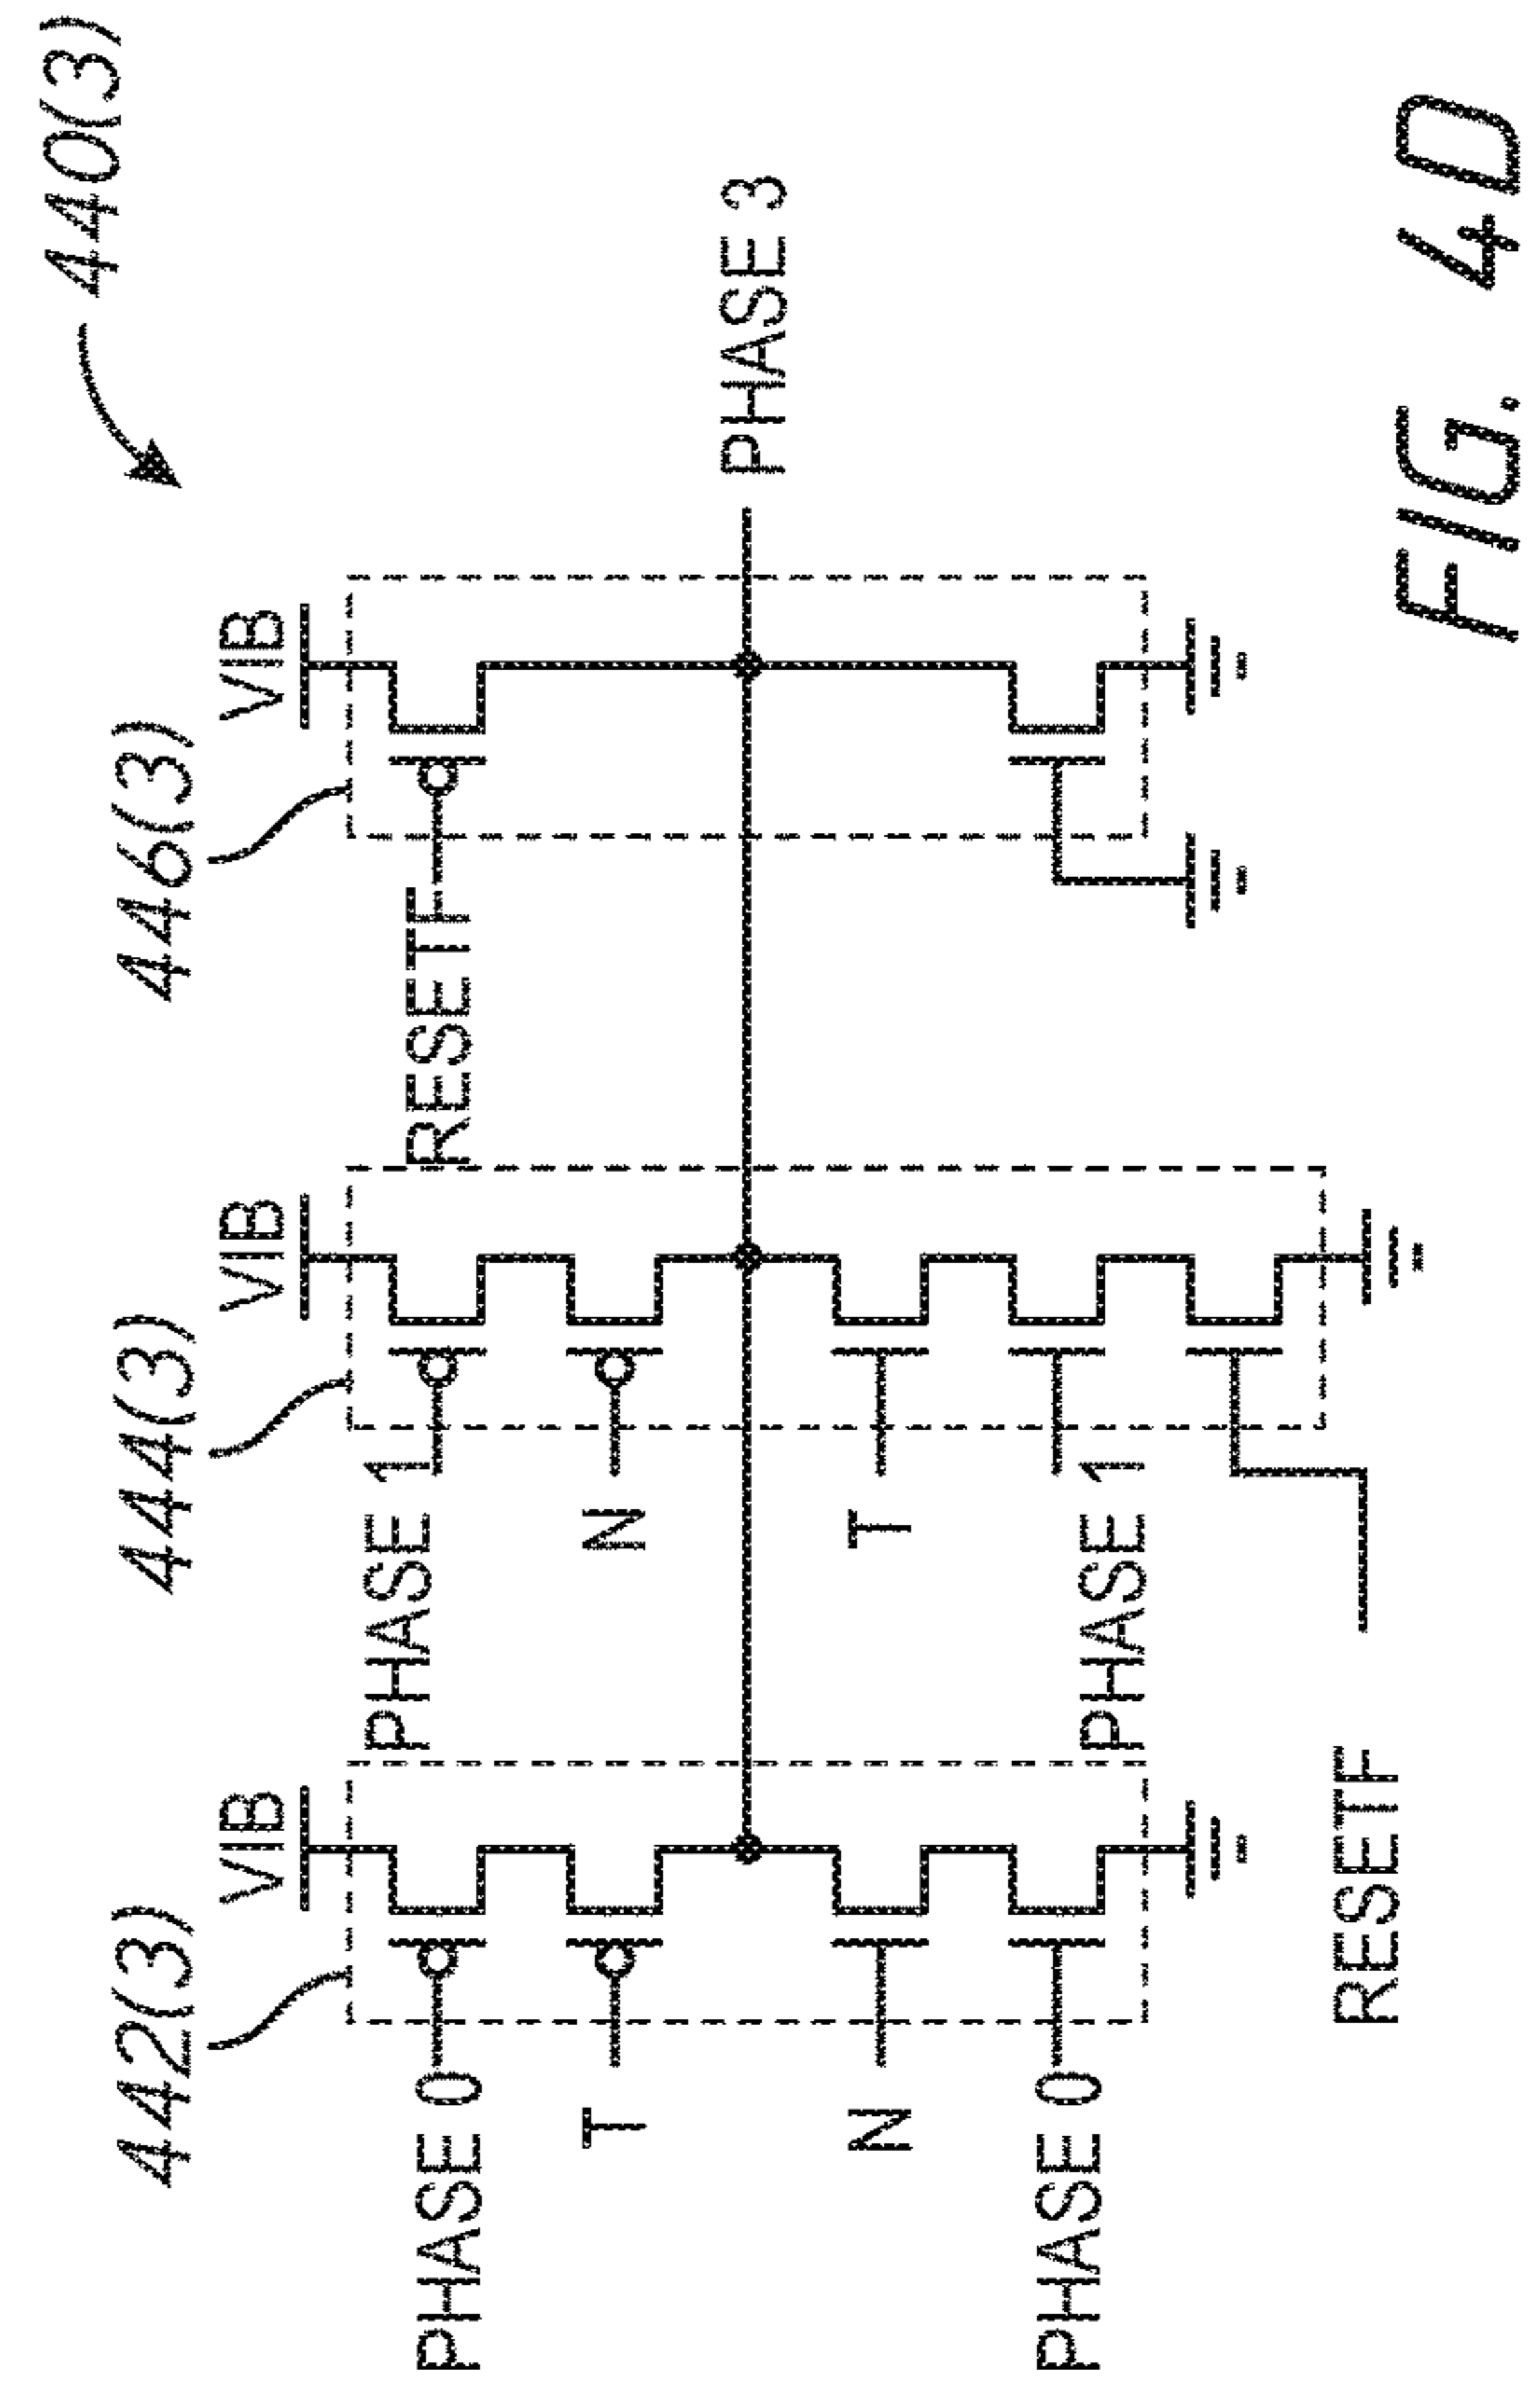 440(3)
442(3)
444(3)
446(3)
VIB
VIB
VIB
PHASE 0
PHASE 1
RESETF
T
N
PHASE 3
N
T
PHASE 0
PHASE 1
RESETF
FIG. 4D